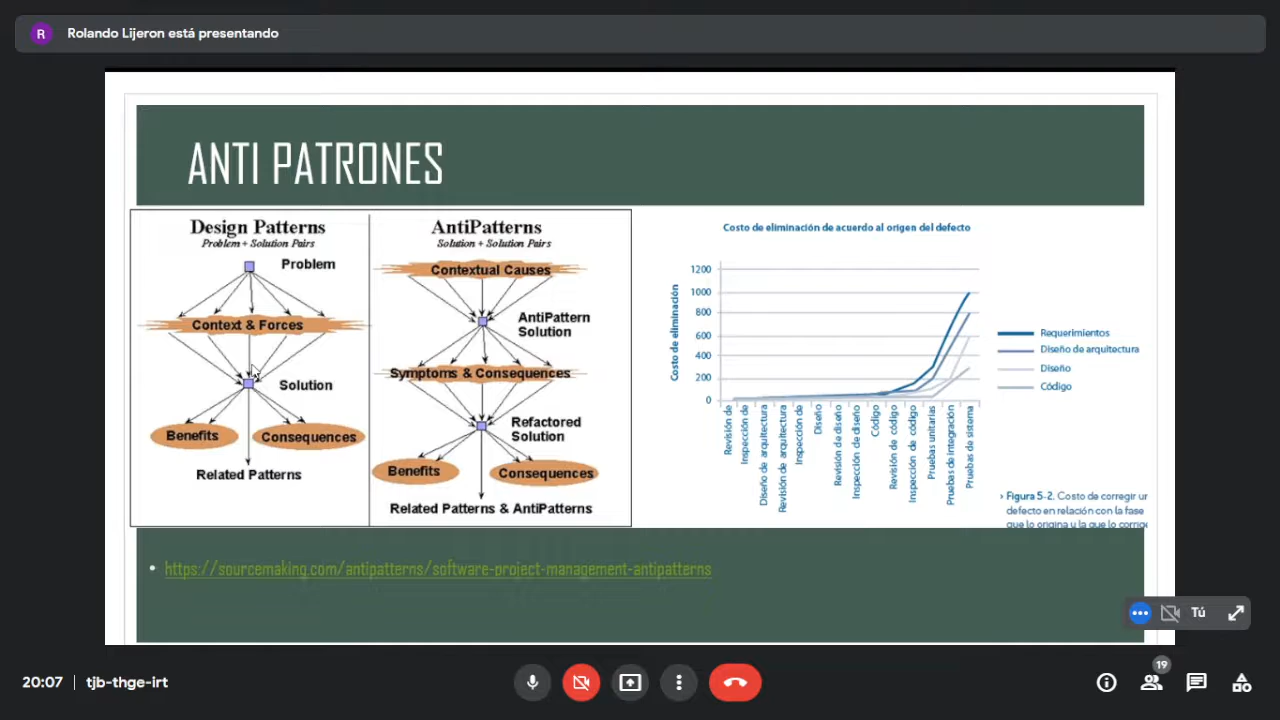 R
Rolando Lijeron está presentando
ANTI PATRONES
Design Patterns
Problem + Solution Pairs
Problem
Context & Forces
Solution
Benefits
Consequences
Related Patterns
AntiPatterns
Solution + Solution Pairs
Contextual Causes
AntiPattern
Solution
Symptoms & Consequences
Refactored
Solution
Benefits
Consequences
Related Patterns & AntiPatterns
Costo de eliminación de acuerdo al origen del defecto
Costo de eliminación
1200
1000
800
600
400
200
0
Revisión de
Inspección de
Diseño de arquitectura
Revisión de arquitectura
Inspección de
Diseño
Revisión de diseño
Inspección de diseño
Código
Revisión de código
Inspección de código
Pruebas unitarias
Pruebas de integración
Pruebas de sistema
Requerimientos
Diseño de arquitectura
Diseño
Código
› Figura 5-2. Costo de corregir un
defecto en relación con la fase
que lo origina y la que lo corrige
• https://sourcemaking.com/antipatterns/software-project-management-antipatterns
Tú
20:07 | tjb-thge-irt
19